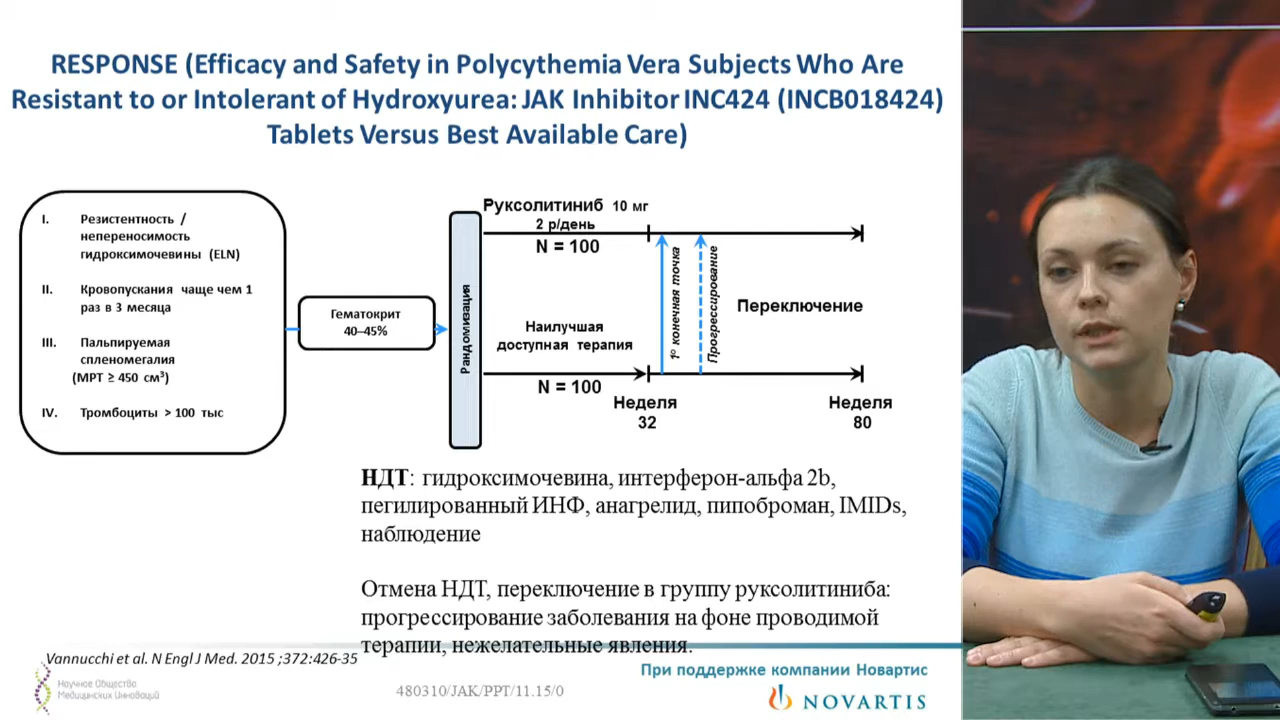 RESPONSE (Efficacy and Safety in Polycythemia Vera Subjects Who Are
Resistant to or Intolerant of Hydroxyurea: JAK Inhibitor INC424 (INCB018424)
Tablets Versus Best Available Care)
I. Резистентность /
непереносимость
гидроксимочевины (ELN)
II. Кровопускания чаще чем 1
раз в 3 месяца
III. Пальпируемая
спленомегалия
(МРТ ≥ 450 см³)
IV. Тромбоциты > 100 тыс
Гематокрит
40–45%
Рандомизация
Руксолитиниб 10 мг
2 р/день
N = 100
Наилучшая
доступная терапия
N = 100
1º конечная точка
Прогрессирование
Переключение
Неделя
32
Неделя
80
НДТ: гидроксимочевина, интерферон-альфа 2b,
пегилированный ИНФ, анагрелид, пипоброман, IMIDs,
наблюдение
Отмена НДТ, переключение в группу руксолитиниба:
прогрессирование заболевания на фоне проводимой
терапии, нежелательные явления.
Vannucchi et al. N Engl J Med. 2015 ;372:426-35
Научное Общество
Медицинских Инноваций
480310/JAK/PPT/11.15/0
При поддержке компании Новартис
NOVARTIS